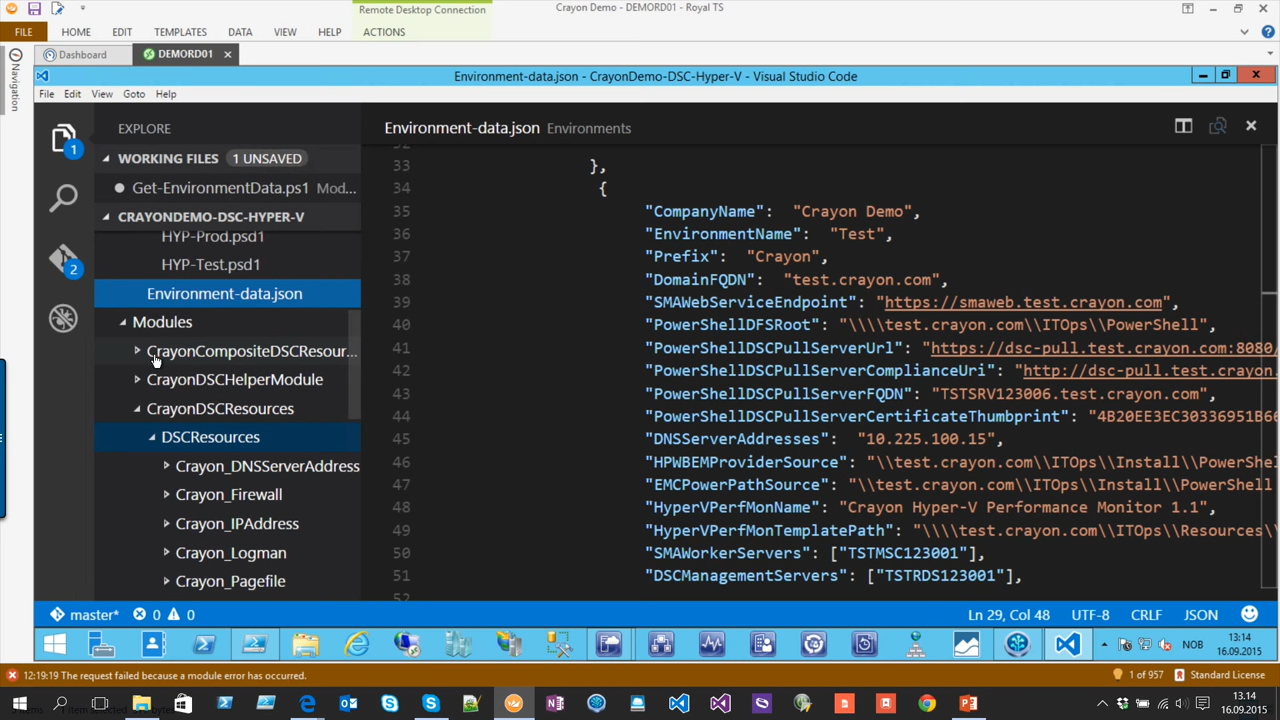 Remote Desktop Connection
Crayon Demo - DEMORD01 - Royal TS
FILE HOME EDIT TEMPLATES DATA VIEW HELP ACTIONS
Navigation
Dashboard DEMORD01
Environment-data.json - CrayonDemo-DSC-Hyper-V - Visual Studio Code
File Edit View Goto Help
EXPLORE
WORKING FILES 1 UNSAVED
Get-EnvironmentData.ps1 Mod...
CRAYONDEMO-DSC-HYPER-V
HYP-Prod.psd1
HYP-Test.psd1
Environment-data.json
Modules
CrayonCompositeDSCResour...
CrayonDSCHelperModule
CrayonDSCResources
DSCResources
Crayon_DNSServerAddress
Crayon_Firewall
Crayon_IPAddress
Crayon_Logman
Crayon_Pagefile
1
2
Environment-data.json Environments
32
33 },
34 {
35 "CompanyName": "Crayon Demo",
36 "EnvironmentName": "Test",
37 "Prefix": "Crayon",
38 "DomainFQDN": "test.crayon.com",
39 "SMAWebServiceEndpoint": "https://smaweb.test.crayon.com",
40 "PowerShellDFSRoot": "\\\\test.crayon.com\\ITOps\\PowerShell",
41 "PowerShellDSCPullServerUrl": "https://dsc-pull.test.crayon.com:8080/
42 "PowerShellDSCPullServerComplianceUri": "http://dsc-pull.test.crayon.
43 "PowerShellDSCPullServerFQDN": "TSTSRV123006.test.crayon.com",
44 "PowerShellDSCPullServerCertificateThumbprint": "4B20EE3EC30336951B66
45 "DNSServerAddresses": "10.225.100.15",
46 "HPWBEMProviderSource": "\\test.crayon.com\\ITOps\\Install\\PowerShel
47 "EMCPowerPathSource": "\\test.crayon.com\\ITOps\\Install\\PowerShell
48 "HyperVPerfMonName": "Crayon Hyper-V Performance Monitor 1.1",
49 "HyperVPerfMonTemplatePath": "\\\\test.crayon.com\\ITOps\\Resources\
50 "SMAWorkerServers": ["TSTMSC123001"],
51 "DSCManagementServers": ["TSTRDS123001"],
52
master* 0 0 Ln 29, Col 48 UTF-8 CRLF JSON
NOB 13:14
16.09.2015
12:19:19 The request failed because a module error has occurred. 1 of 957 Standard License
13.14
16.09.2015